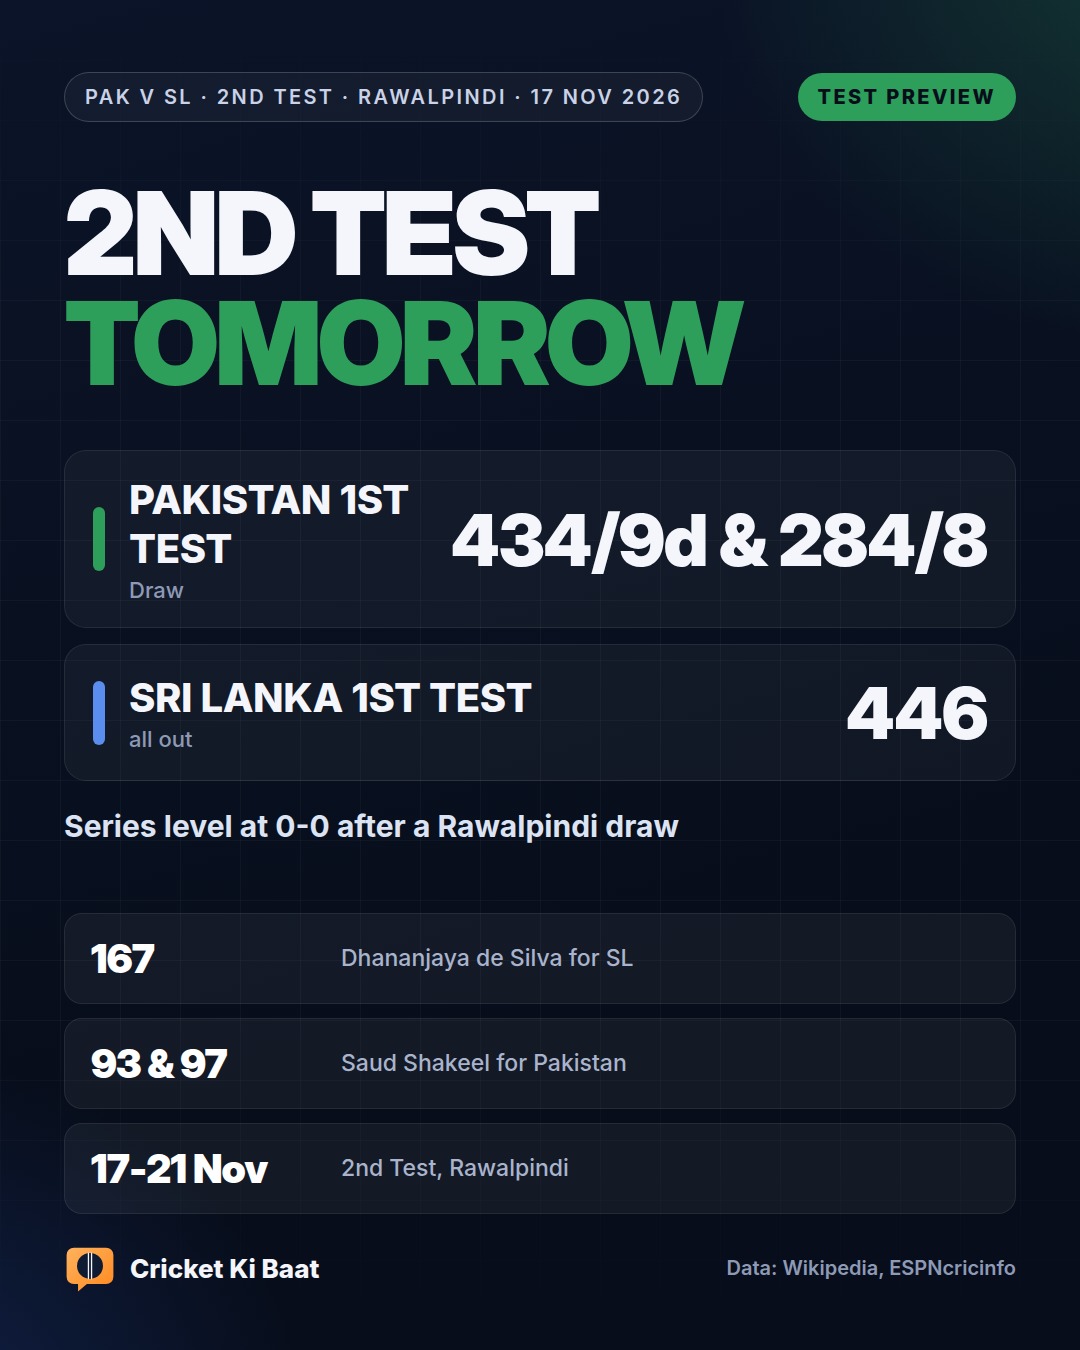 PAK V SL · 2ND TEST · RAWALPINDI · 17 NOV 2026
TEST PREVIEW
2ND TEST
TOMORROW
PAKISTAN 1ST
TEST
Draw
434/9d & 284/8
SRI LANKA 1ST TEST
all out
446
Series level at 0-0 after a Rawalpindi draw
167
Dhananjaya de Silva for SL
93 & 97
Saud Shakeel for Pakistan
17-21 Nov
2nd Test, Rawalpindi
Cricket Ki Baat
Data: Wikipedia, ESPNcricinfo